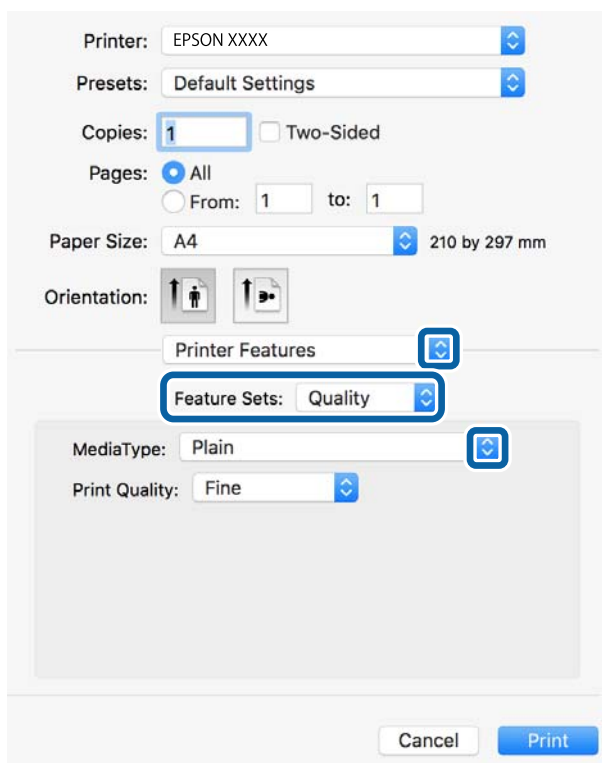 Printer: EPSON XXXX
Presets: Default Settings
Copies: 1 Two-Sided
Pages: All
From: 1 to: 1
Paper Size: A4 210 by 297 mm
Orientation:
Printer Features
Feature Sets: Quality
MediaType: Plain
Print Quality: Fine
Cancel Print